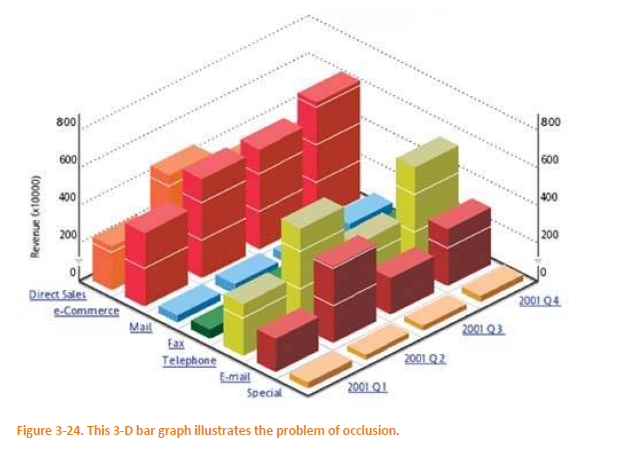 800
600
400
200
0
Revenue (x10000)
800
600
400
200
0
Direct Sales
e-Commerce
Mail
Fax
Telephone
E-mail
Special
2001 Q1
2001 Q2
2001 Q3
2001 Q4
Figure 3-24. This 3-D bar graph illustrates the problem of occlusion.